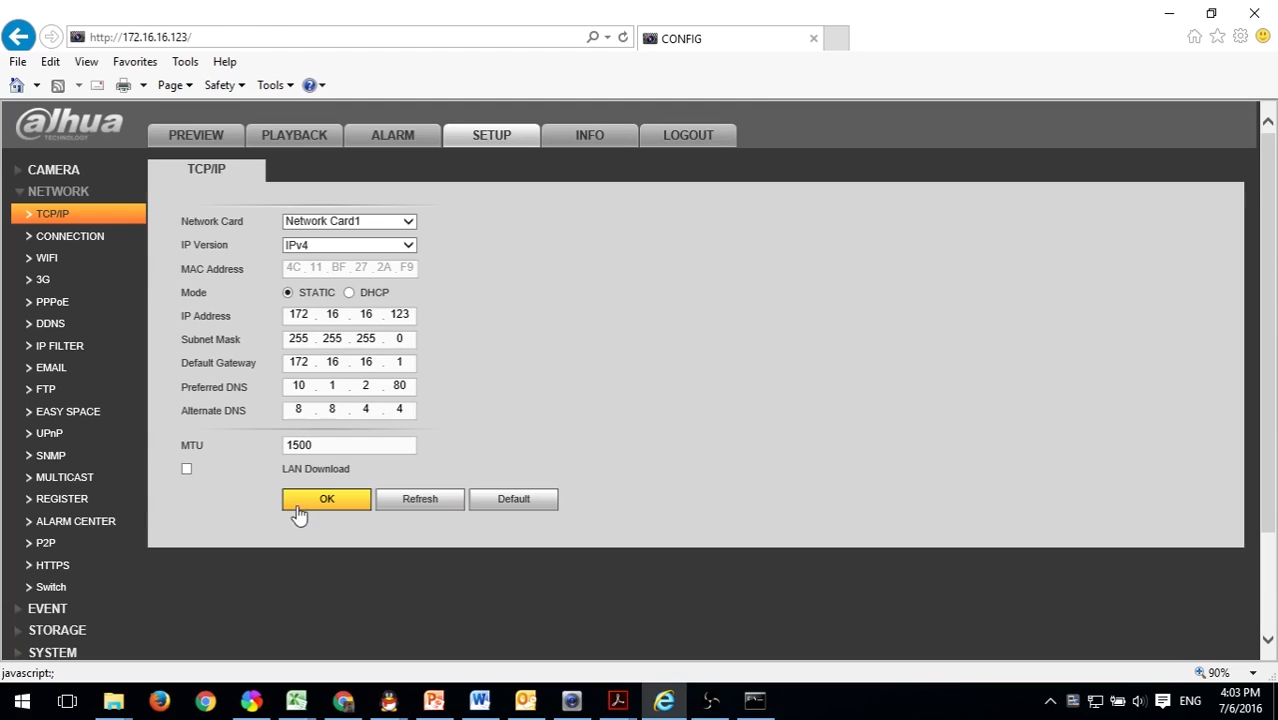 http://172.16.16.123/
CONFIG
File Edit View Favorites Tools Help
Page Safety Tools
alhua
TECHNOLOGY
PREVIEW PLAYBACK ALARM SETUP INFO LOGOUT
CAMERA
NETWORK
TCP/IP
CONNECTION
WIFI
3G
PPPoE
DDNS
IP FILTER
EMAIL
FTP
EASY SPACE
UPnP
SNMP
MULTICAST
REGISTER
ALARM CENTER
P2P
HTTPS
Switch
EVENT
STORAGE
SYSTEM
TCP/IP
Network Card Network Card1
IP Version IPv4
MAC Address 4C . 11 . BF . 27 . 2A . F9
Mode STATIC DHCP
IP Address 172 . 16 . 16 . 123
Subnet Mask 255 . 255 . 255 . 0
Default Gateway 172 . 16 . 16 . 1
Preferred DNS 10 . 1 . 2 . 80
Alternate DNS 8 . 8 . 4 . 4
MTU 1500
LAN Download
OK Refresh Default
javascript:;
90%
ENG
4:03 PM
7/6/2016